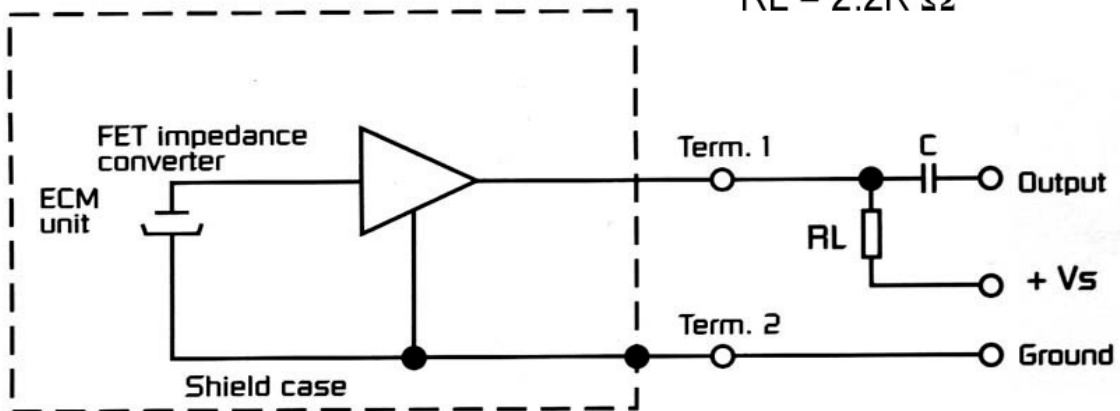 RL = 2.2K Ω
FET impedance
converter
ECM
unit
Term. 1
C
Output
RL
+ Vs
Term. 2
Ground
Shield case